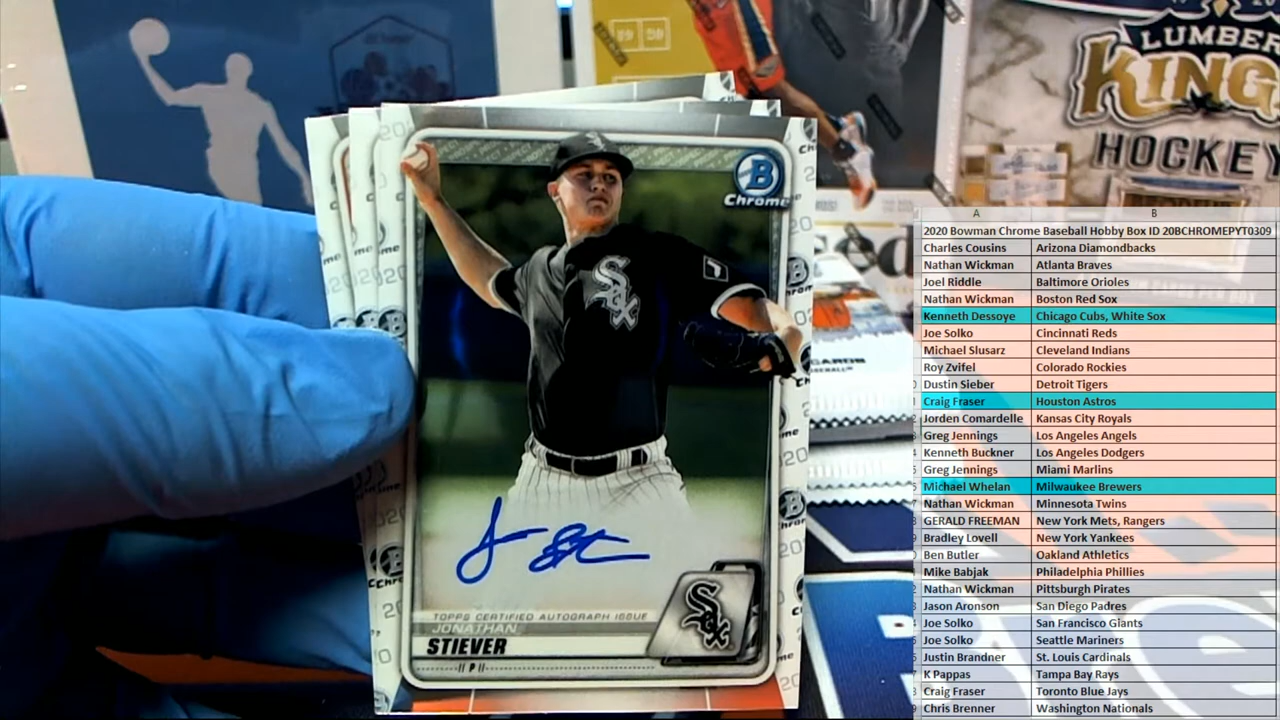 19 20
LUMBER
KINGS
HOCKEY
B
Chrome
Sox
TOPPS CERTIFIED AUTOGRAPH ISSUE
JONATHAN
STIEVER
P
Sox
A B
2020 Bowman Chrome Baseball Hobby Box ID 20BCHROMEPYT0309
Charles Cousins Arizona Diamondbacks
Nathan Wickman Atlanta Braves
Joel Riddle Baltimore Orioles
Nathan Wickman Boston Red Sox
Kenneth Dessoye Chicago Cubs, White Sox
Joe Solko Cincinnati Reds
Michael Slusarz Cleveland Indians
Roy Zvifel Colorado Rockies
Dustin Sieber Detroit Tigers
Craig Fraser Houston Astros
Jorden Comardelle Kansas City Royals
Greg Jennings Los Angeles Angels
Kenneth Buckner Los Angeles Dodgers
Greg Jennings Miami Marlins
Michael Whelan Milwaukee Brewers
Nathan Wickman Minnesota Twins
GERALD FREEMAN New York Mets, Rangers
Bradley Lovell New York Yankees
Ben Butler Oakland Athletics
Mike Babjak Philadelphia Phillies
Nathan Wickman Pittsburgh Pirates
Jason Aronson San Diego Padres
Joe Solko San Francisco Giants
Joe Solko Seattle Mariners
Justin Brandner St. Louis Cardinals
K Pappas Tampa Bay Rays
Craig Fraser Toronto Blue Jays
Chris Brenner Washington Nationals